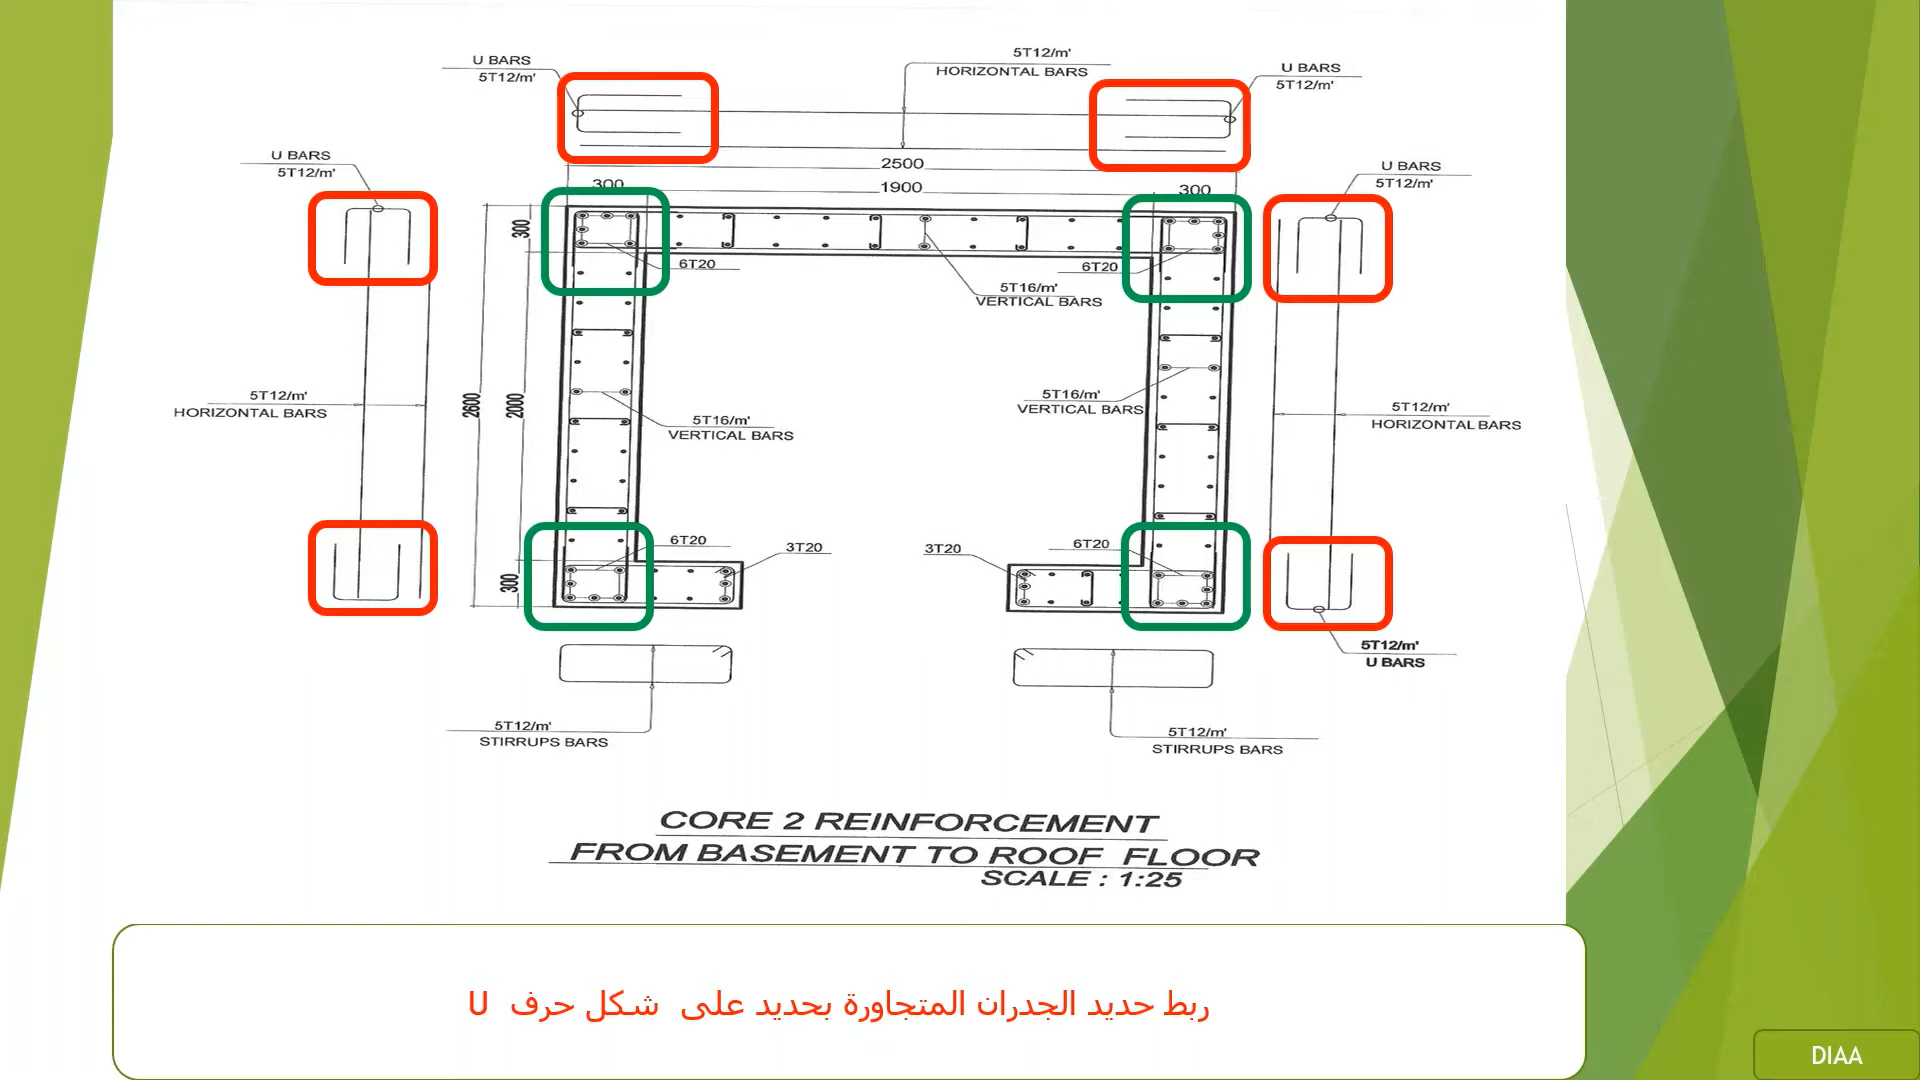 U BARS
5T12/m'
5T12/m'
HORIZONTAL BARS
U BARS
5T12/m'
U BARS
5T12/m'
U BARS
5T12/m'
2500
300
1900
300
300
6T20
6T20
5T16/m'
VERTICAL BARS
2600
2000
5T12/m'
HORIZONTAL BARS
5T16/m'
VERTICAL BARS
5T16/m'
VERTICAL BARS
5T12/m'
HORIZONTAL BARS
300
6T20
3T20
3T20
6T20
5T12/m'
U BARS
5T12/m'
STIRRUPS BARS
5T12/m'
STIRRUPS BARS
CORE 2 REINFORCEMENT
FROM BASEMENT TO ROOF FLOOR
SCALE : 1:25
ربط حديد الجدران المتجاورة بحديد على شكل حرف U
DIAA